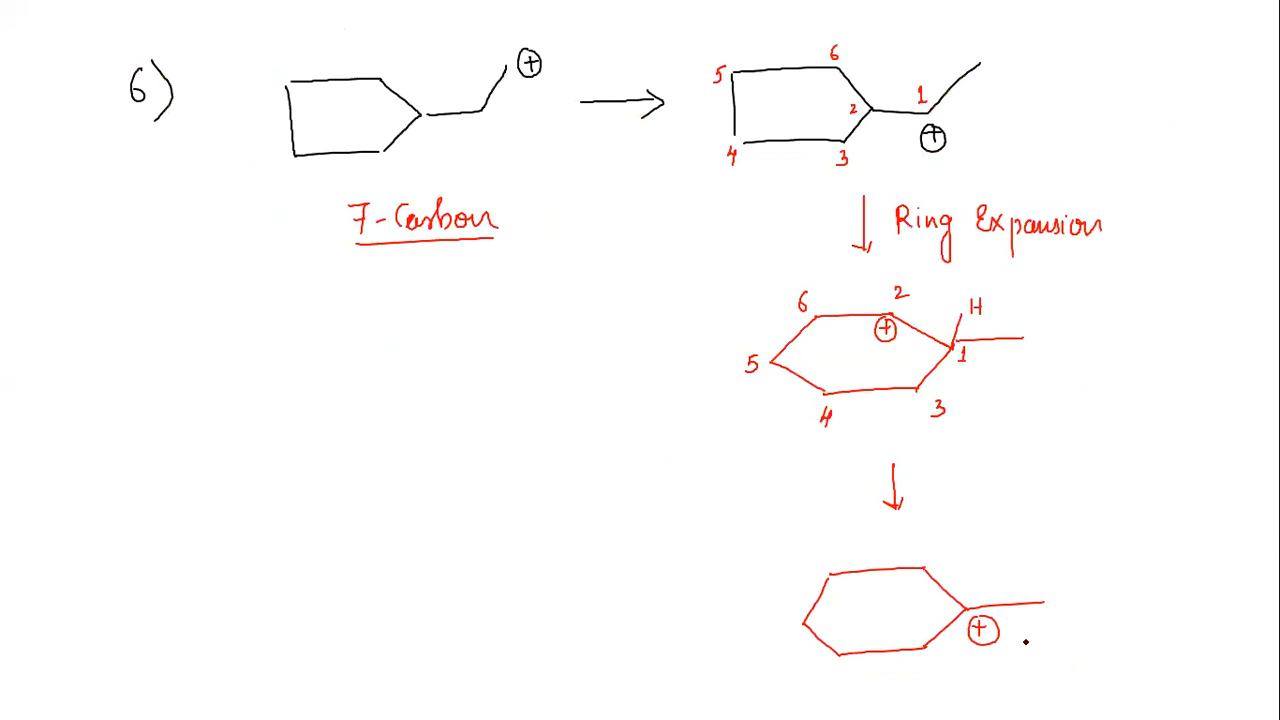 6)
⊕
5 6 2 1 4 3
⊕
7-Carbon
Ring Expansion
6 2 H
⊕
5 1
4 3
⊕